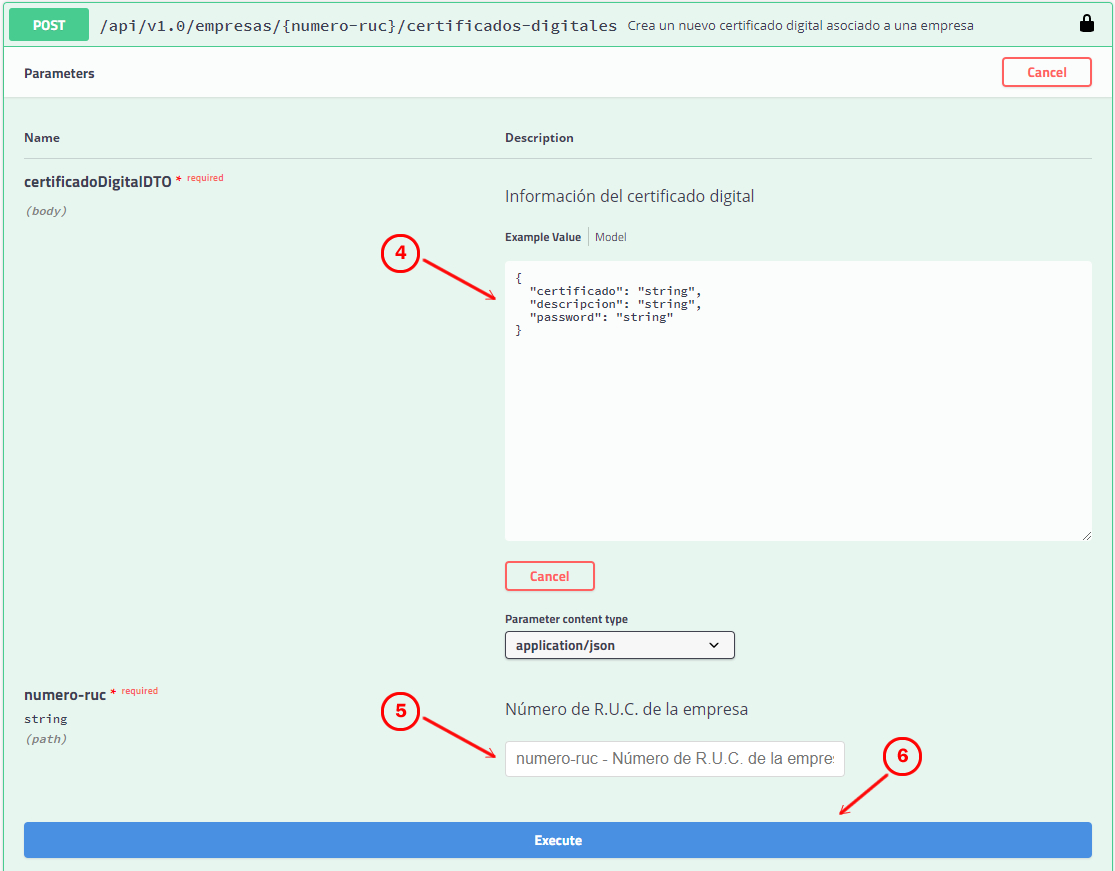 POST /api/v1.0/empresas/{numero-ruc}/certificados-digitales Crea un nuevo certificado digital asociado a una empresa
Parameters Cancel
Name Description
certificadoDigitalDTO * required
(body)
Información del certificado digital
Example Value Model
4
{
"certificado": "string",
"descripcion": "string",
"password": "string"
}
Cancel
Parameter content type
application/json
numero-ruc * required
string
(path)
Número de R.U.C. de la empresa
5
numero-ruc - Número de R.U.C. de la empre
6
Execute